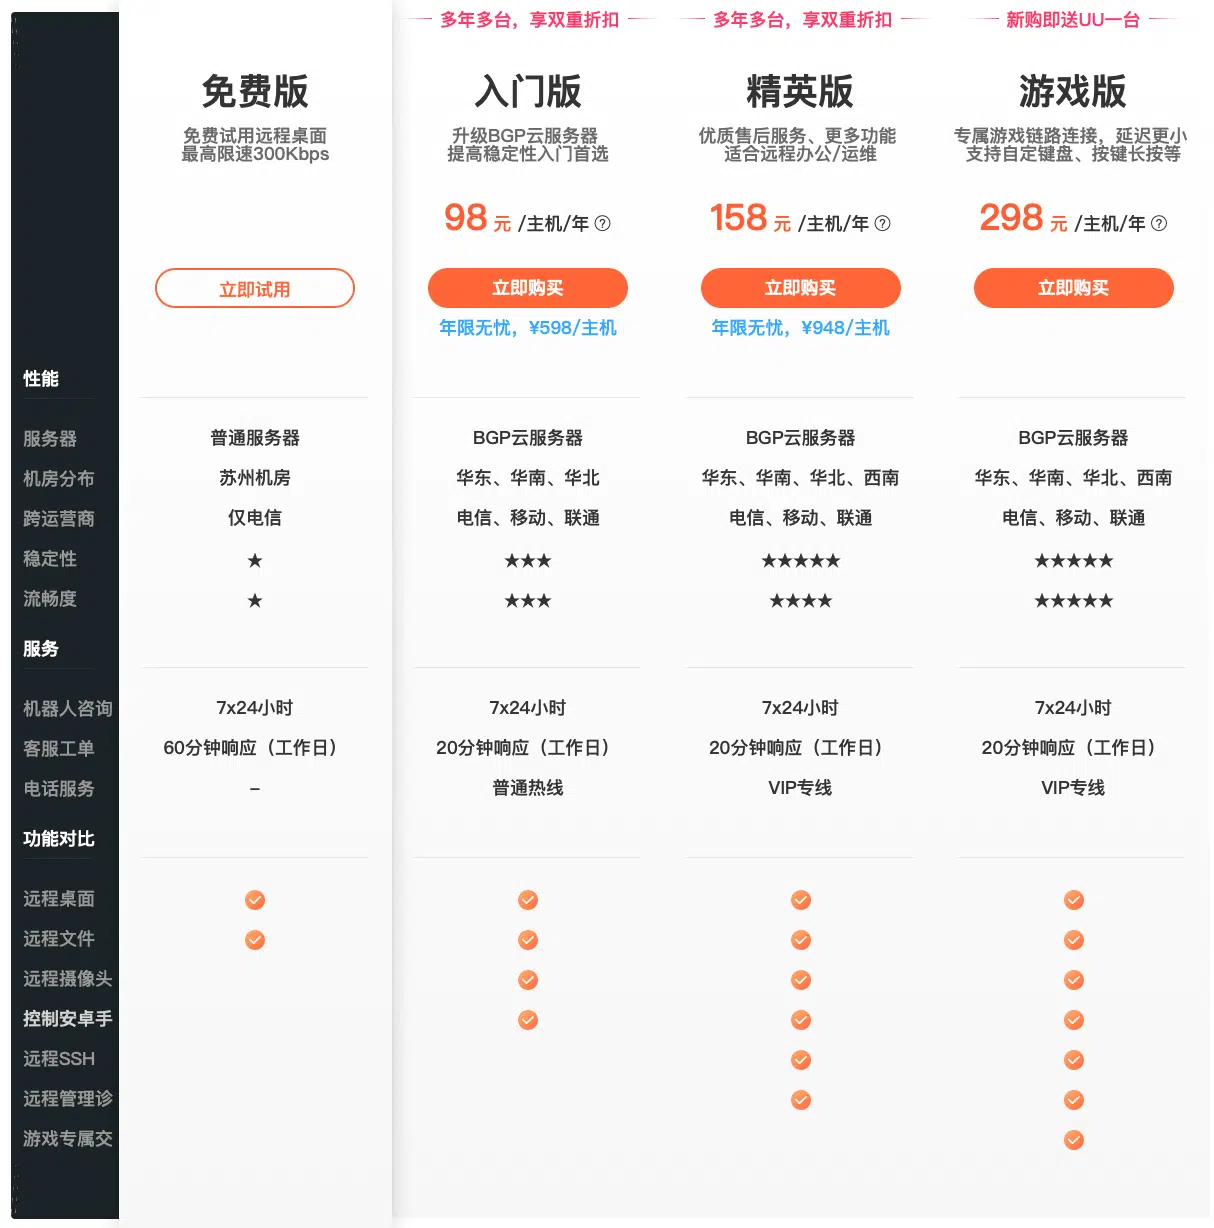 多年多台，享双重折扣
多年多台，享双重折扣
新购即送UU一台
免费版
入门版
精英版
游戏版
免费试用远程桌面
最高限速300Kbps
升级BGP云服务器
提高稳定性入门首选
优质售后服务、更多功能
适合远程办公/运维
专属游戏链路连接，延迟更小
支持自定键盘、按键长按等
98 元 /主机/年 ?
158 元 /主机/年 ?
298 元 /主机/年 ?
立即试用
立即购买
立即购买
立即购买
年限无忧，¥598/主机
年限无忧，¥948/主机
性能
服务器 普通服务器 BGP云服务器 BGP云服务器 BGP云服务器
机房分布 苏州机房 华东、华南、华北 华东、华南、华北、西南 华东、华南、华北、西南
跨运营商 仅电信 电信、移动、联通 电信、移动、联通 电信、移动、联通
稳定性 ★ ★★★ ★★★★★ ★★★★★
流畅度 ★ ★★★ ★★★★ ★★★★★
服务
机器人咨询 7x24小时 7x24小时 7x24小时 7x24小时
客服工单 60分钟响应（工作日） 20分钟响应（工作日） 20分钟响应（工作日） 20分钟响应（工作日）
电话服务 – 普通热线 VIP专线 VIP专线
功能对比
远程桌面
远程文件
远程摄像头
控制安卓手
远程SSH
远程管理诊
游戏专属交